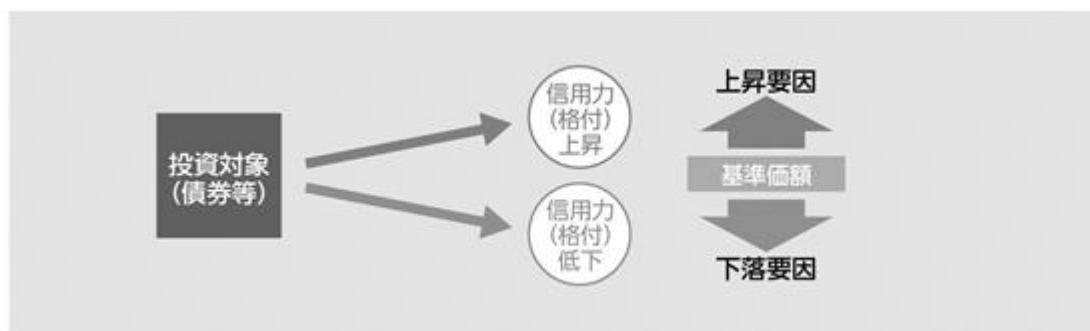 投資対象
(債券等)
信用力
(格付)
上昇
信用力
(格付)
低下
上昇要因
基準価額
下落要因